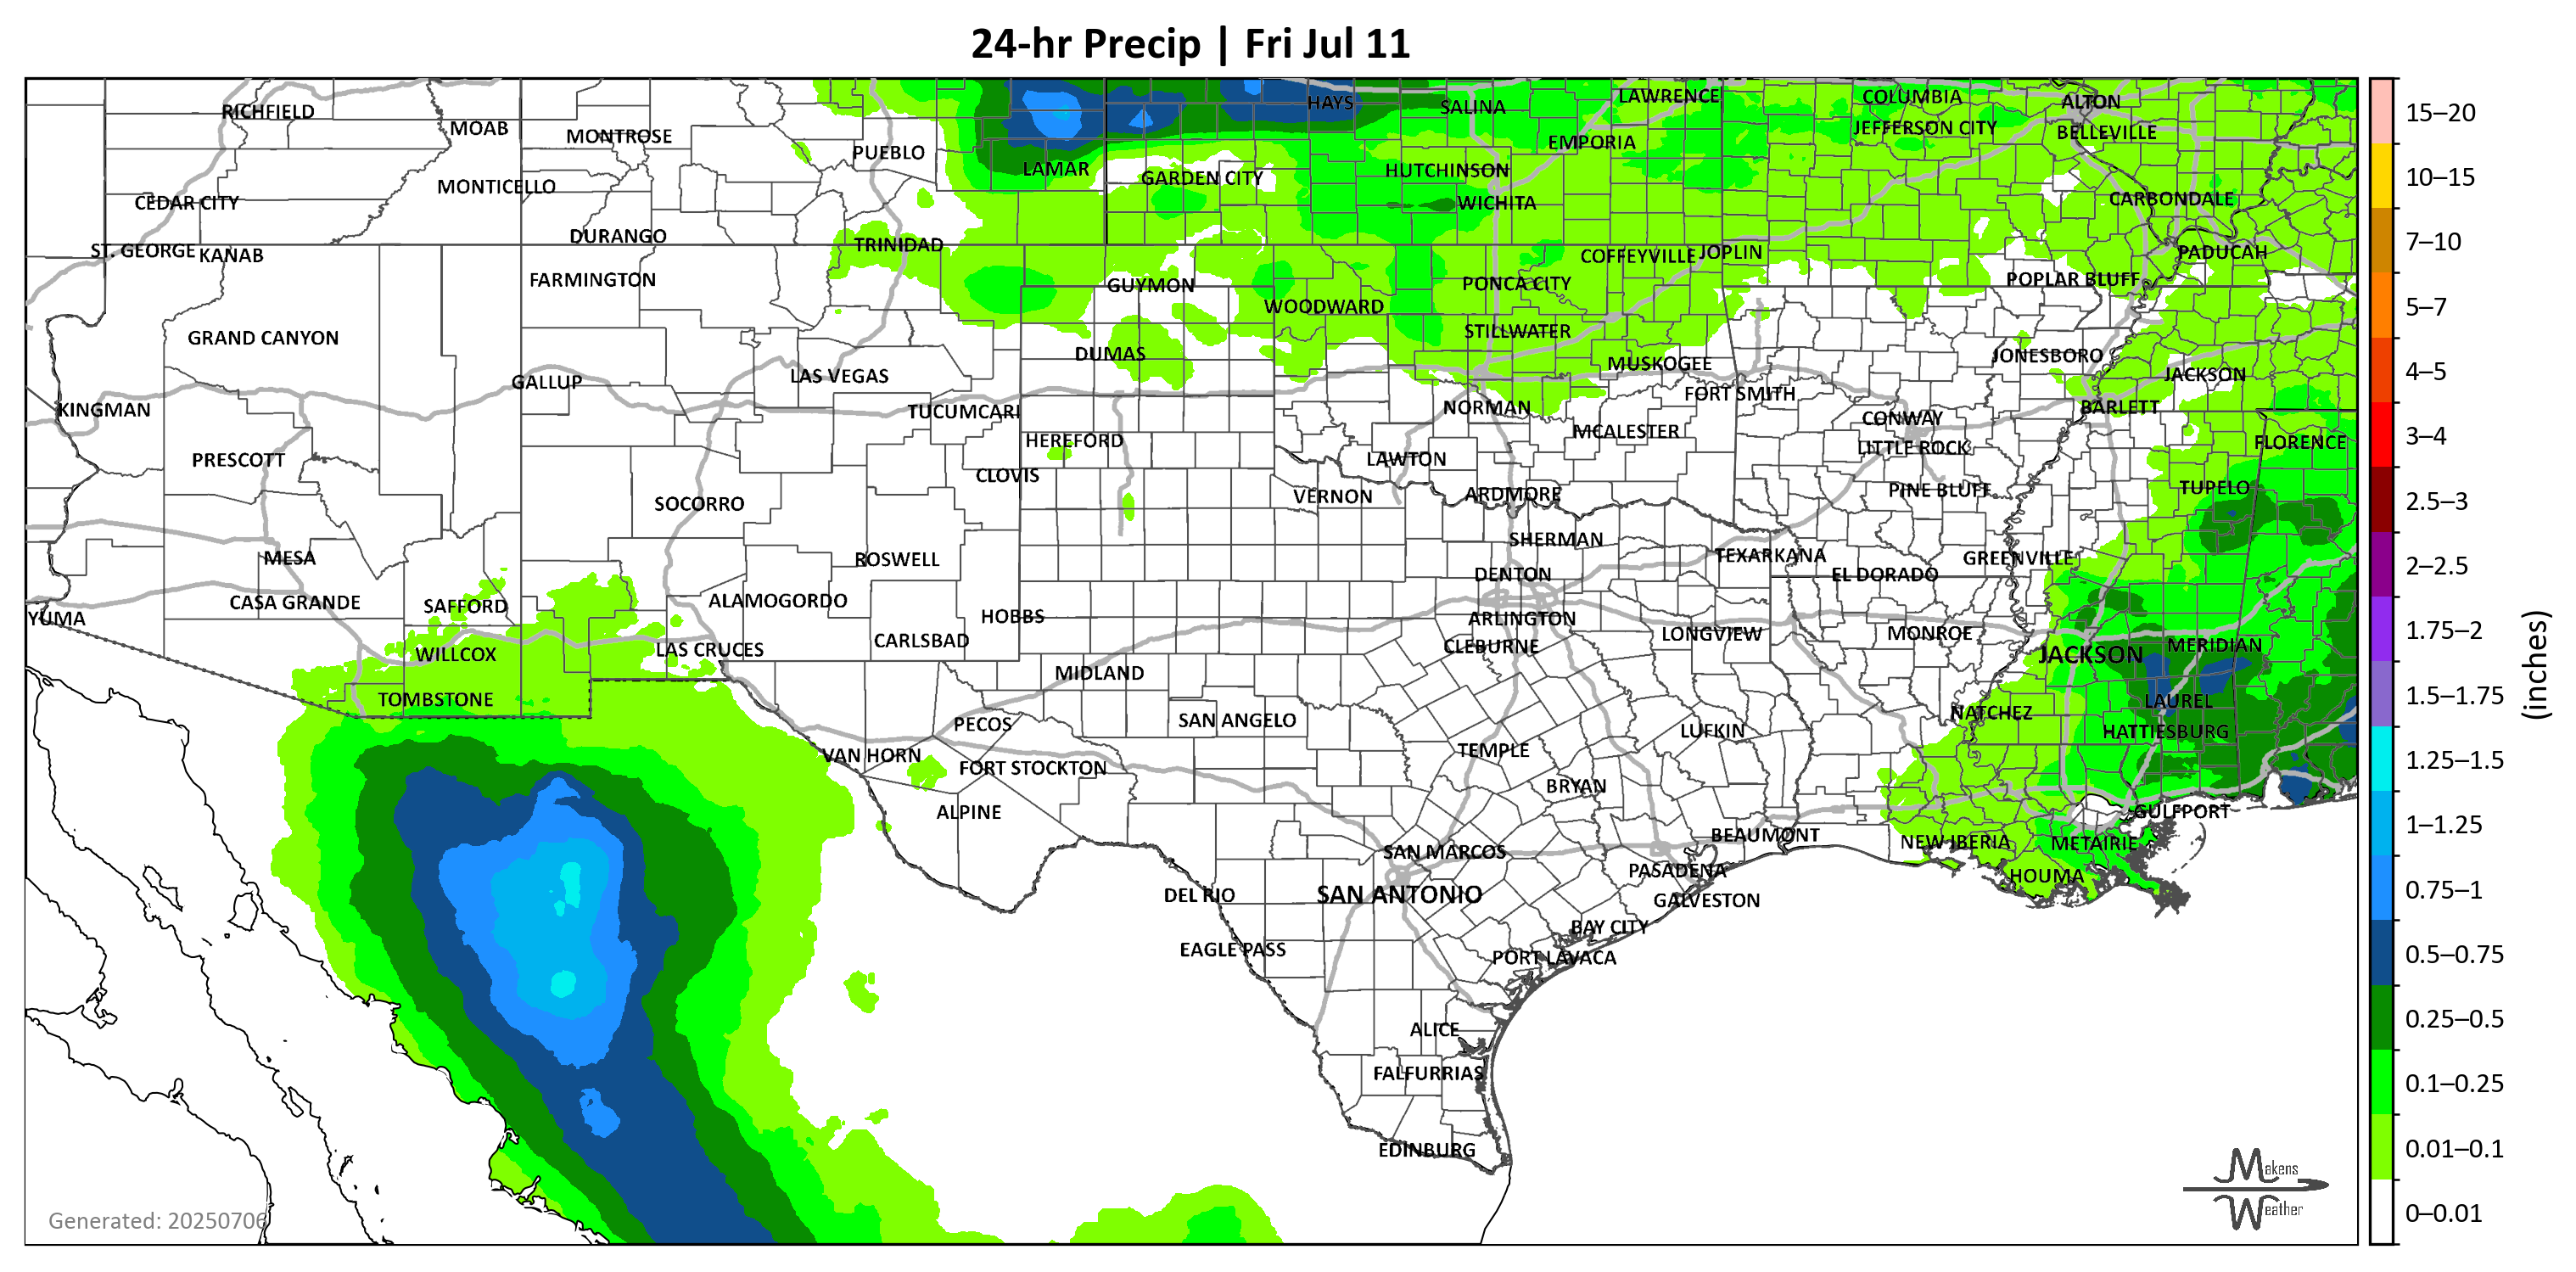 24-hr Precip | Fri Jul 11
RICHFIELD
MOAB
MONTROSE
PUEBLO
LAMAR
HAYS
SALINA
LAWRENCE
COLUMBIA
ALTON
EMPORIA
JEFFERSON CITY
BELLEVILLE
MONTICELLO
GARDEN CITY
HUTCHINSON
CEDAR CITY
WICHITA
CARBONDALE
DURANGO
TRINIDAD
ST. GEORGE
KANAB
COFFEYVILLE
JOPLIN
PADUCAH
FARMINGTON
GUYMON
PONCA CITY
POPLAR BLUFF
WOODWARD
GRAND CANYON
STILLWATER
DUMAS
MUSKOGEE
JONESBORO
GALLUP
LAS VEGAS
JACKSON
FORT SMITH
KINGMAN
TUCUMCARI
NORMAN
BARLETT
CONWAY
HEREFORD
MCALESTER
LITTLE ROCK
FLORENCE
PRESCOTT
CLOVIS
LAWTON
SOCORRO
VERNON
ARDMORE
PINE BLUFF
TUPELO
MESA
ROSWELL
SHERMAN
TEXARKANA
GREENVILLE
DENTON
EL DORADO
CASA GRANDE
SAFFORD
ALAMOGORDO
YUMA
HOBBS
ARLINGTON
WILLCOX
LAS CRUCES
CARLSBAD
CLEBURNE
LONGVIEW
MONROE
JACKSON
MERIDIAN
MIDLAND
TOMBSTONE
LAUREL
PECOS
SAN ANGELO
NATCHEZ
LUFKIN
HATTIESBURG
VAN HORN
FORT STOCKTON
TEMPLE
BRYAN
ALPINE
GULFPORT
BEAUMONT
NEW IBERIA
METAIRIE
SAN MARCOS
PASADENA
HOUMA
DEL RIO
SAN ANTONIO
GALVESTON
BAY CITY
EAGLE PASS
PORT LAVACA
ALICE
FALFURRIAS
EDINBURG
Generated: 20250706
Makens
Weather
15–20
10–15
7–10
5–7
4–5
3–4
2.5–3
2–2.5
1.75–2
1.5–1.75
1.25–1.5
1–1.25
0.75–1
0.5–0.75
0.25–0.5
0.1–0.25
0.01–0.1
0–0.01
(inches)